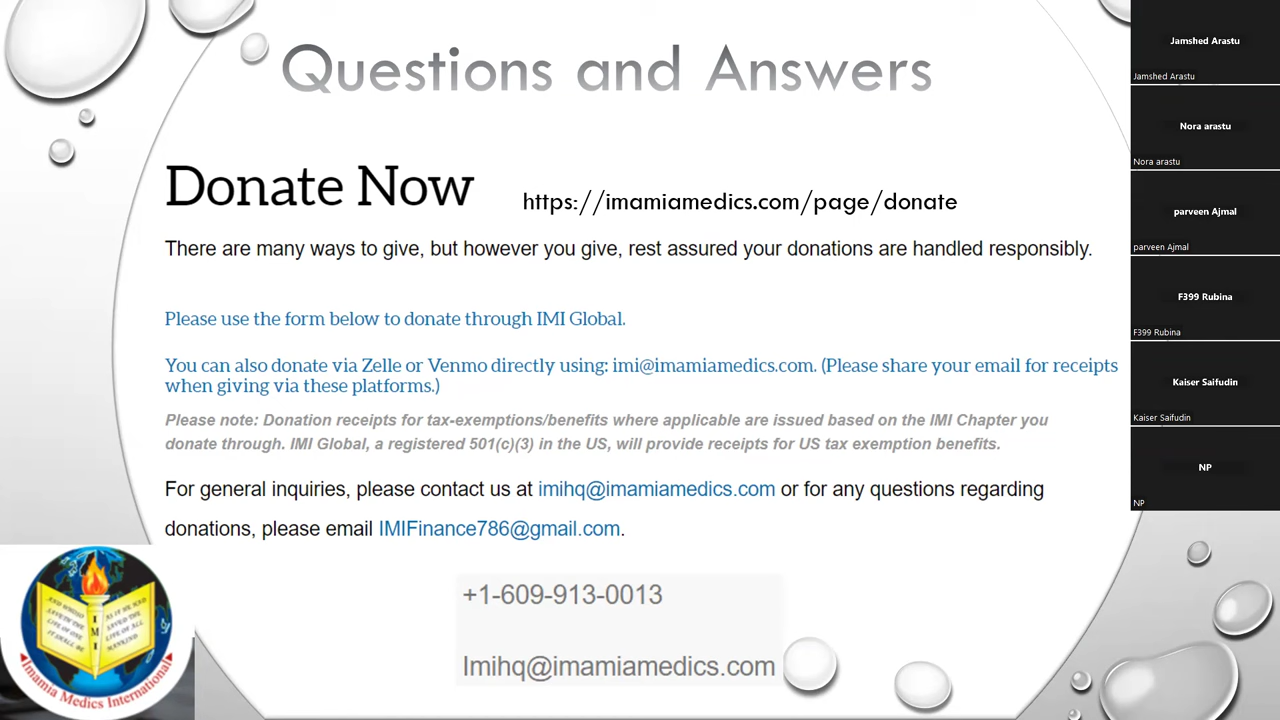 Questions and Answers
Donate Now
https://imamiamedics.com/page/donate
There are many ways to give, but however you give, rest assured your donations are handled responsibly.
Please use the form below to donate through IMI Global.
You can also donate via Zelle or Venmo directly using: imi@imamiamedics.com. (Please share your email for receipts
when giving via these platforms.)
Please note: Donation receipts for tax-exemptions/benefits where applicable are issued based on the IMI Chapter you
donate through. IMI Global, a registered 501(c)(3) in the US, will provide receipts for US tax exemption benefits.
For general inquiries, please contact us at imihq@imamiamedics.com or for any questions regarding
donations, please email IMIFinance786@gmail.com.
+1-609-913-0013
Imihq@imamiamedics.com
IMI
Imamia Medics International
Jamshed Arastu
Jamshed Arastu
Nora arastu
Nora arastu
parveen Ajmal
parveen Ajmal
F399 Rubina
F399 Rubina
Kaiser Saifudin
Kaiser Saifudin
NP
NP